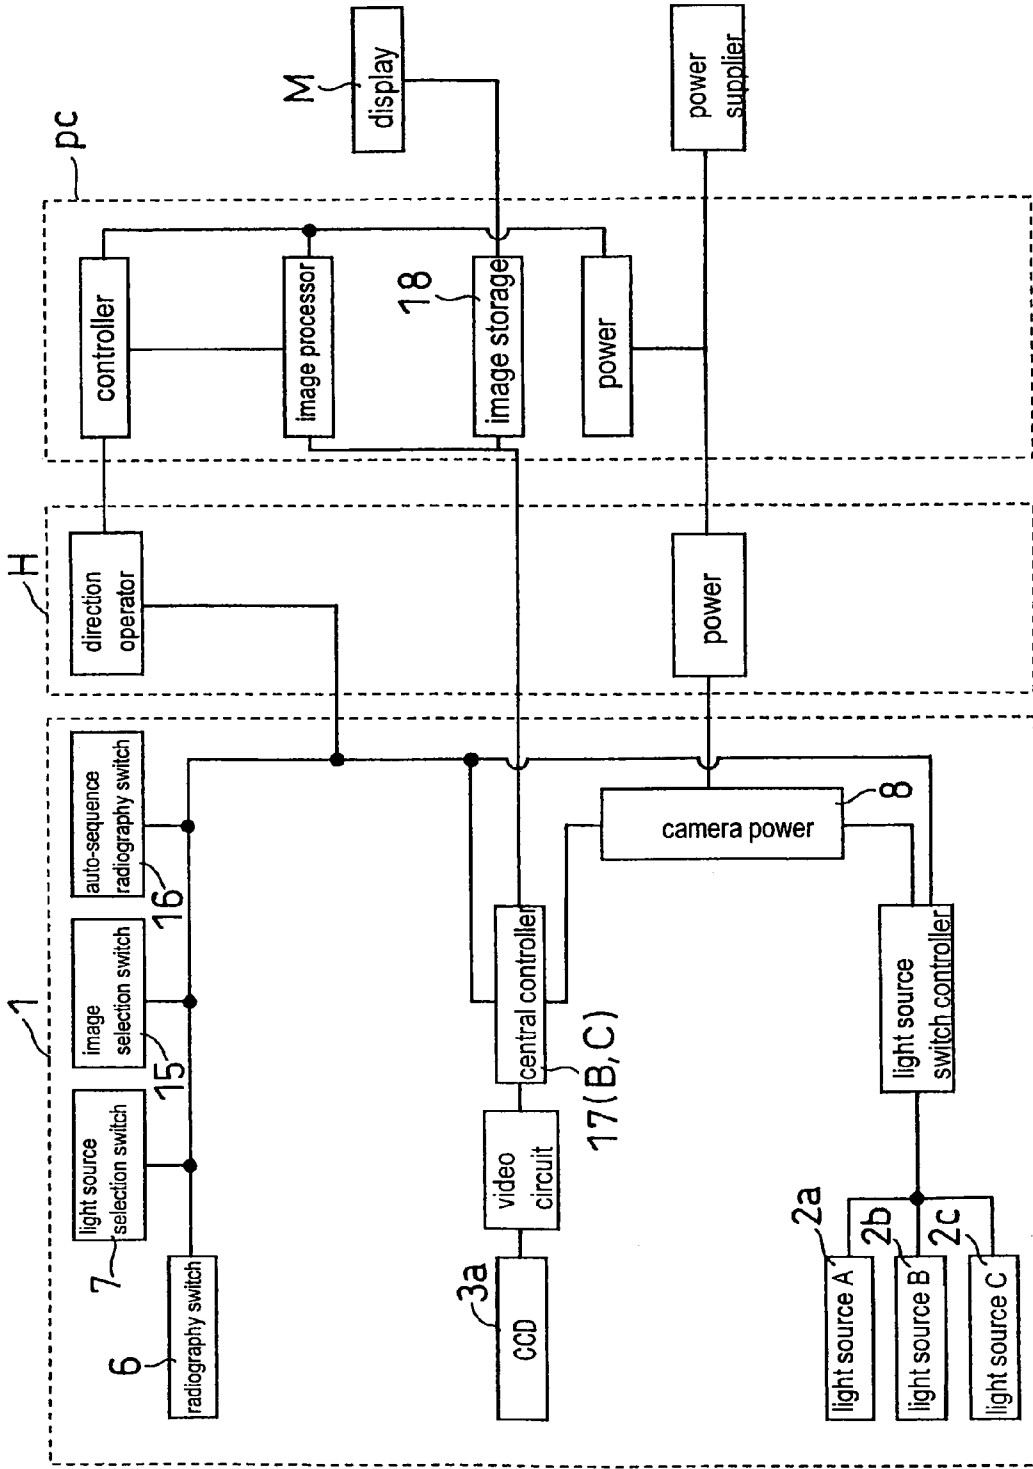 1
H
pc
M
6
radiography switch
7
light source
selection switch
15
image
selection switch
16
auto-sequence
radiography switch
direction
operator
controller
image processor
18
image storage
display
power
power
supplier
power
3a
CCD
video
circuit
central controller
17(B,C)
camera power
8
light source
switch controller
2a
light source A
2b
light source B
2c
light source C